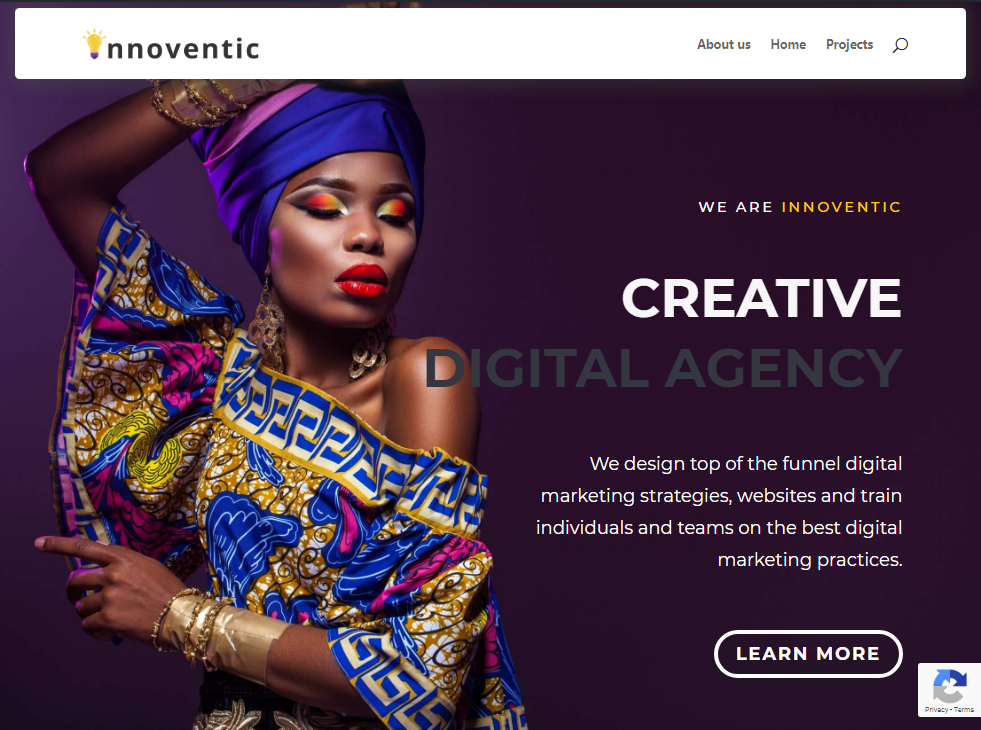 nnoventic
About us Home Projects
WE ARE INNOVENTIC
CREATIVE
DIGITAL AGENCY
We design top of the funnel digital
marketing strategies, websites and train
individuals and teams on the best digital
marketing practices.
LEARN MORE
Privacy - Terms